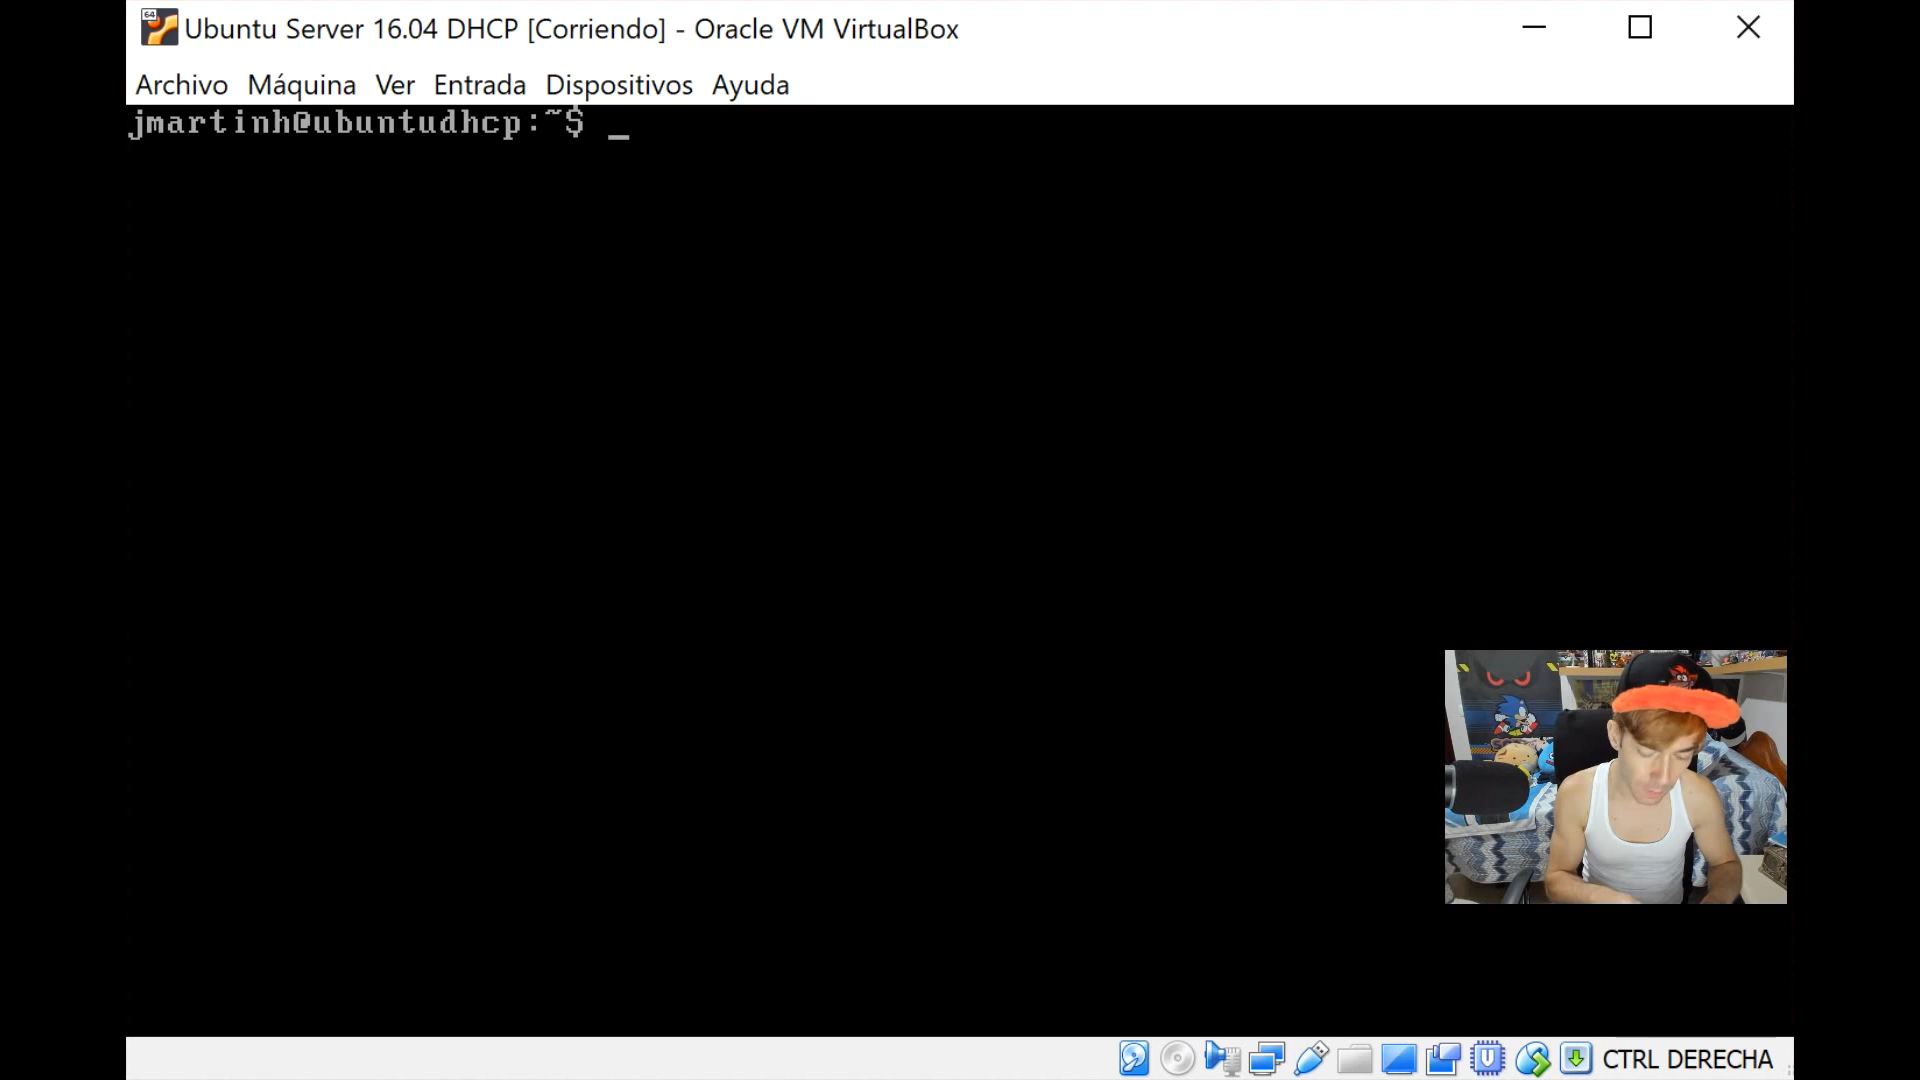 64
Ubuntu Server 16.04 DHCP [Corriendo] - Oracle VM VirtualBox
Archivo Máquina Ver Entrada Dispositivos Ayuda
jmartinh@ubuntudhcp:~$ _
CTRL DERECHA